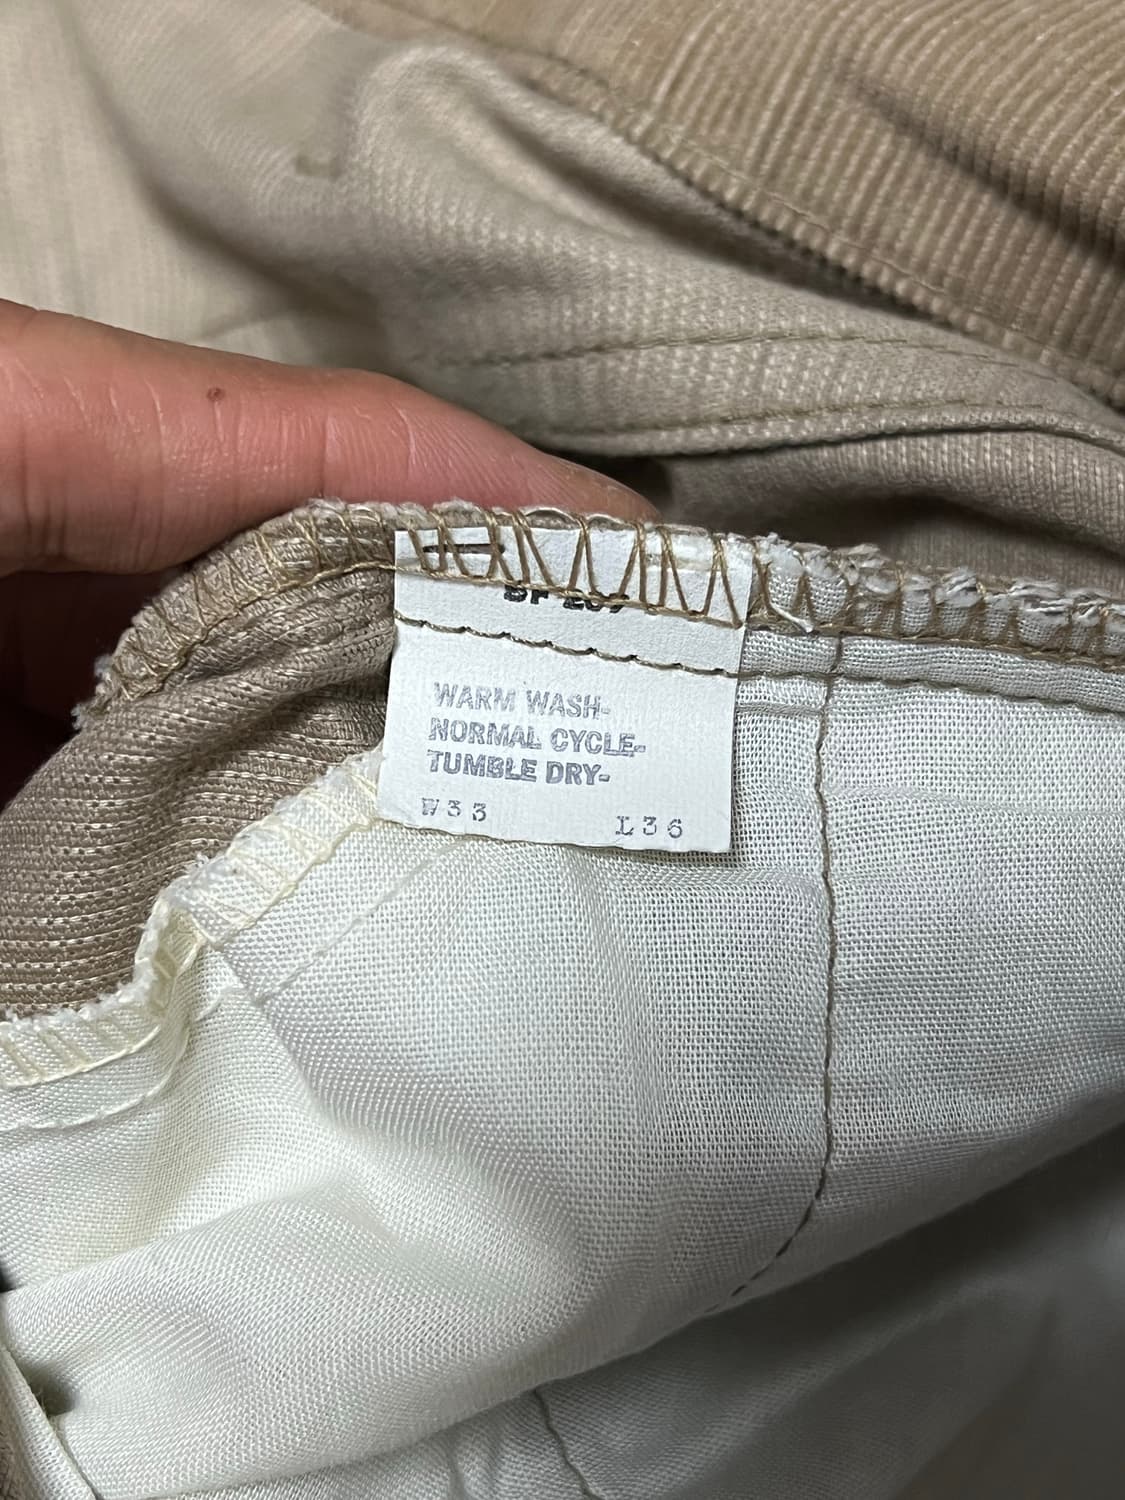 WARM WASH-
NORMAL CYCLE-
TUMBLE DRY-
W33 L36